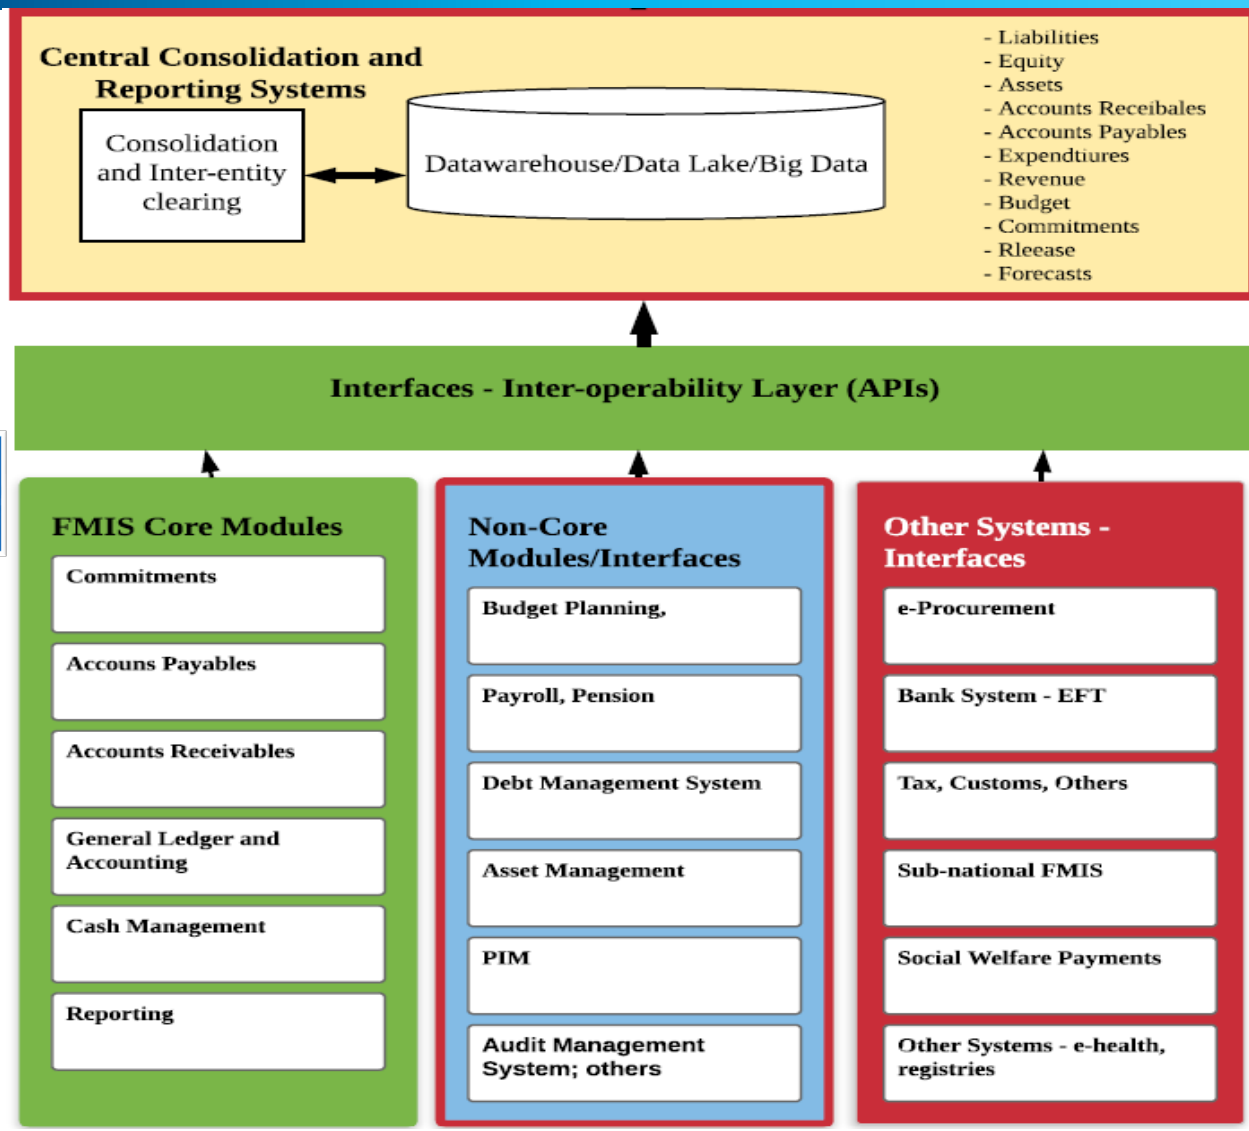 Central Consolidation and
Reporting Systems
Consolidation
and Inter-entity
clearing
Datawarehouse/Data Lake/Big Data
- Liabilities
- Equity
- Assets
- Accounts Receibales
- Accounts Payables
- Expendtiures
- Revenue
- Budget
- Commitments
- Rleease
- Forecasts
Interfaces - Inter-operability Layer (APIs)
FMIS Core Modules
Commitments
Accouns Payables
Accounts Receivables
General Ledger and
Accounting
Cash Management
Reporting
Non-Core
Modules/Interfaces
Budget Planning,
Payroll, Pension
Debt Management System
Asset Management
PIM
Audit Management
System; others
Other Systems -
Interfaces
e-Procurement
Bank System - EFT
Tax, Customs, Others
Sub-national FMIS
Social Welfare Payments
Other Systems - e-health,
registries